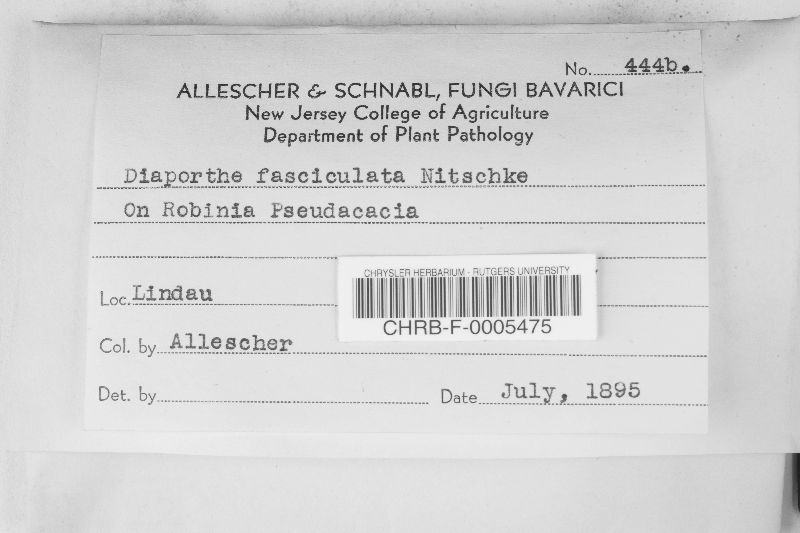 No. 444b.
ALLESCHER & SCHNABL, FUNGI BAVARICI
New Jersey College of Agriculture
Department of Plant Pathology
Diaporthe fasciculata Nitschke
On Robinia Pseudacacia
CHRYSLER HERBARIUM - RUTGERS UNIVERSITY
Loc. Lindau
CHRB-F-0005475
Col. by Allescher
Det. by Date July, 1895